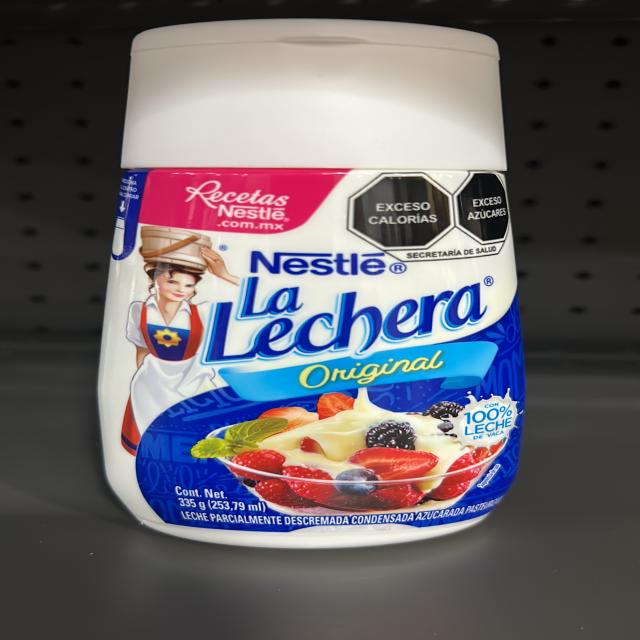 Recetas
Nestlé®
.com.mx
EXCESO
CALORÍAS
EXCESO
AZÚCARES
SECRETARÍA DE SALUD
Nestlé®
La
Lechera®
Original
CON
100%
LECHE
DE VACA
Cont. Net.
335 g (253,79 ml)
LECHE PARCIALMENTE DESCREMADA CONDENSADA AZUCARADA